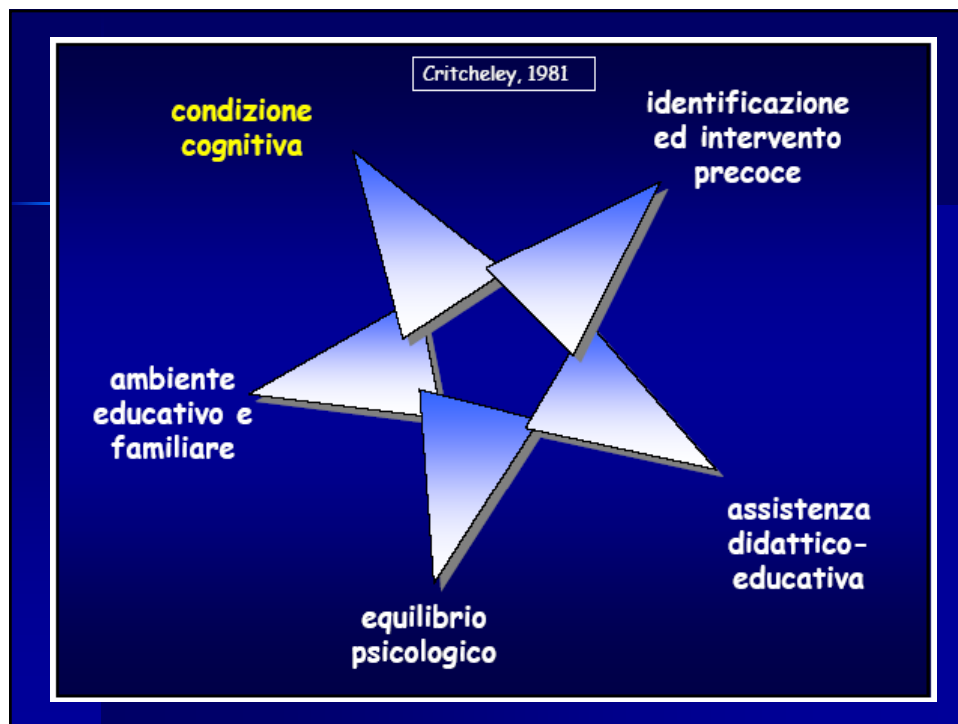 Critcheley, 1981
condizione
cognitiva
identificazione
ed intervento
precoce
ambiente
educativo e
familiare
assistenza
didattico-
educativa
equilibrio
psicologico